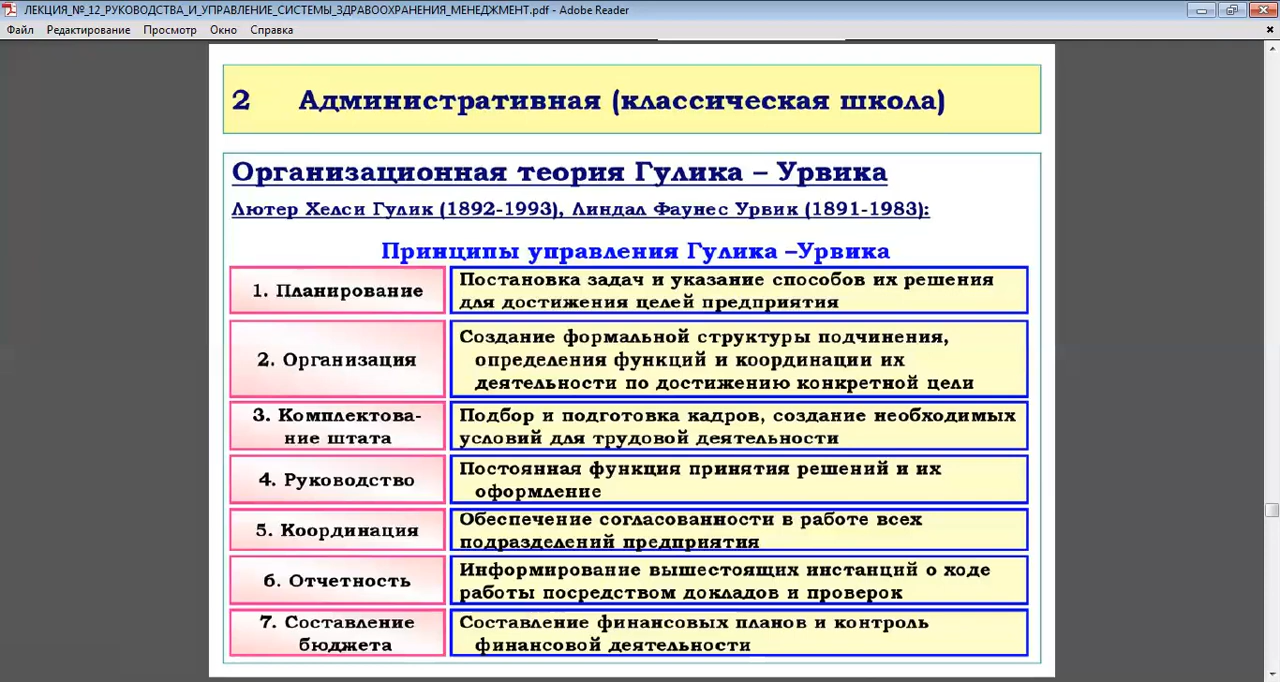 ЛЕКЦИЯ_№_12_РУКОВОДСТВА_И_УПРАВЛЕНИЕ_СИСТЕМЫ_ЗДРАВООХРАНЕНИЯ_МЕНЕДЖМЕНТ.pdf - Adobe Reader
Файл Редактирование Просмотр Окно Справка
2 Административная (классическая школа)
Организационная теория Гулика – Урвика
Лютер Хелси Гулик (1892-1993), Линдал Фаунес Урвик (1891-1983):
Принципы управления Гулика –Урвика
1. Планирование
Постановка задач и указание способов их решения
для достижения целей предприятия
2. Организация
Создание формальной структуры подчинения,
определения функций и координации их
деятельности по достижению конкретной цели
3. Комплектова-
ние штата
Подбор и подготовка кадров, создание необходимых
условий для трудовой деятельности
4. Руководство
Постоянная функция принятия решений и их
оформление
5. Координация
Обеспечение согласованности в работе всех
подразделений предприятия
6. Отчетность
Информирование вышестоящих инстанций о ходе
работы посредством докладов и проверок
7. Составление
бюджета
Составление финансовых планов и контроль
финансовой деятельности